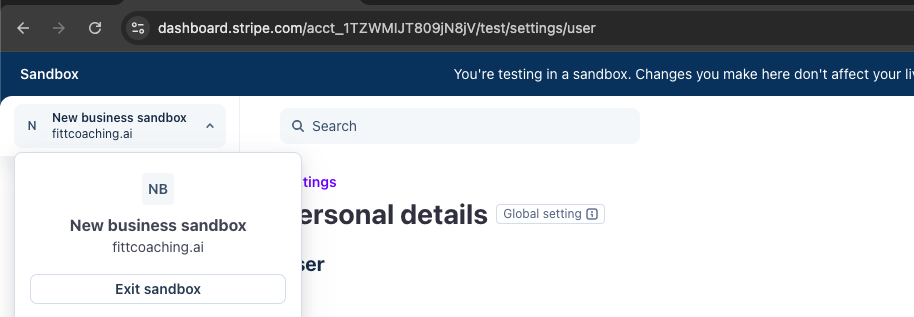 dashboard.stripe.com/acct_1TZWMIJT809jN8jV/test/settings/user
Sandbox
You're testing in a sandbox. Changes you make here don't affect your li
N
New business sandbox
fittcoaching.ai
Search
NB
New business sandbox
fittcoaching.ai
Exit sandbox
tings
ersonal details
Global setting
ser